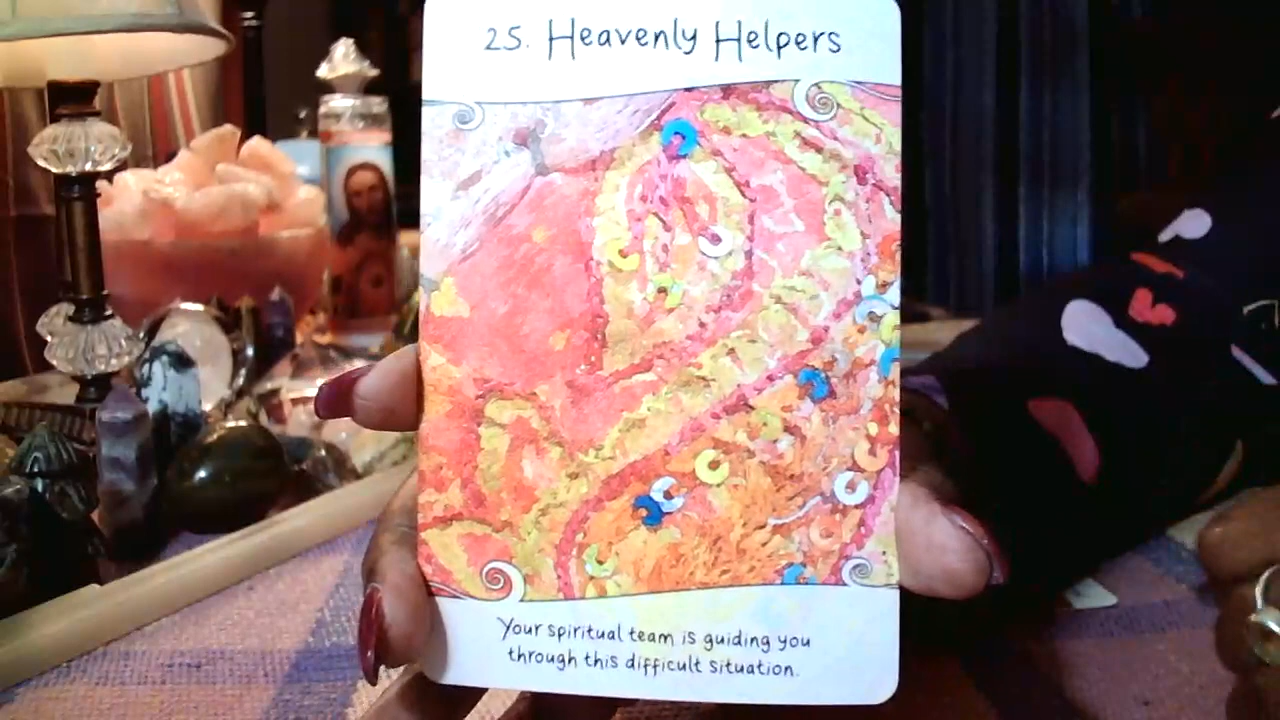 25. Heavenly Helpers
Your spiritual team is guiding you
through this difficult situation.